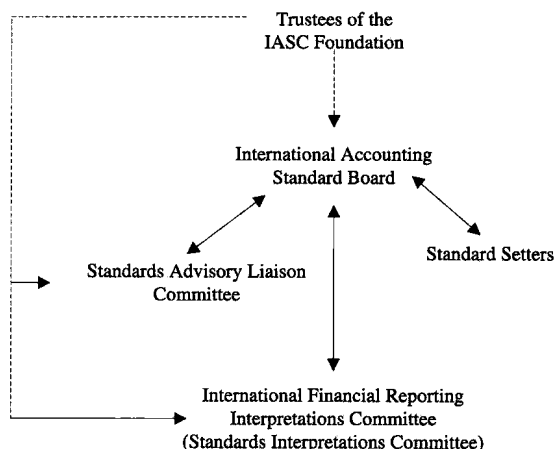 Trustees of the
IASC Foundation
International Accounting
Standard Board
Standards Advisory Liaison
Committee
Standard Setters
International Financial Reporting
Interpretations Committee
(Standards Interpretations Committee)